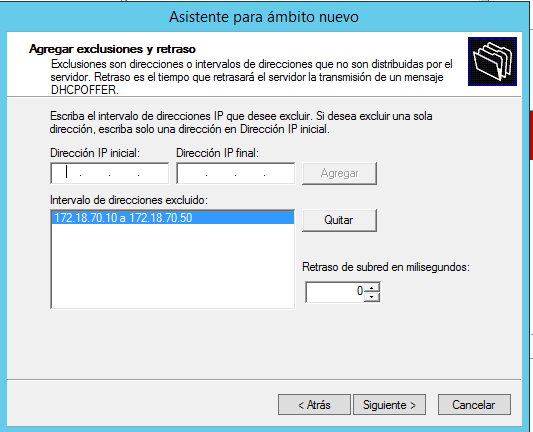 Asistente para ámbito nuevo
Agregar exclusiones y retraso
Exclusiones son direcciones o intervalos de direcciones que no son distribuidas por el
servidor. Retraso es el tiempo que retrasará el servidor la transmisión de un mensaje
DHCPOFFER.
Escriba el intervalo de direcciones IP que desee excluir. Si desea excluir una sola
dirección, escriba solo una dirección en Dirección IP inicial.
Dirección IP inicial: Dirección IP final:
. . . . . . Agregar
Intervalo de direcciones excluido:
172.18.70.10 a 172.18.70.50 Quitar
Retraso de subred en milisegundos:
0
< Atrás Siguiente > Cancelar